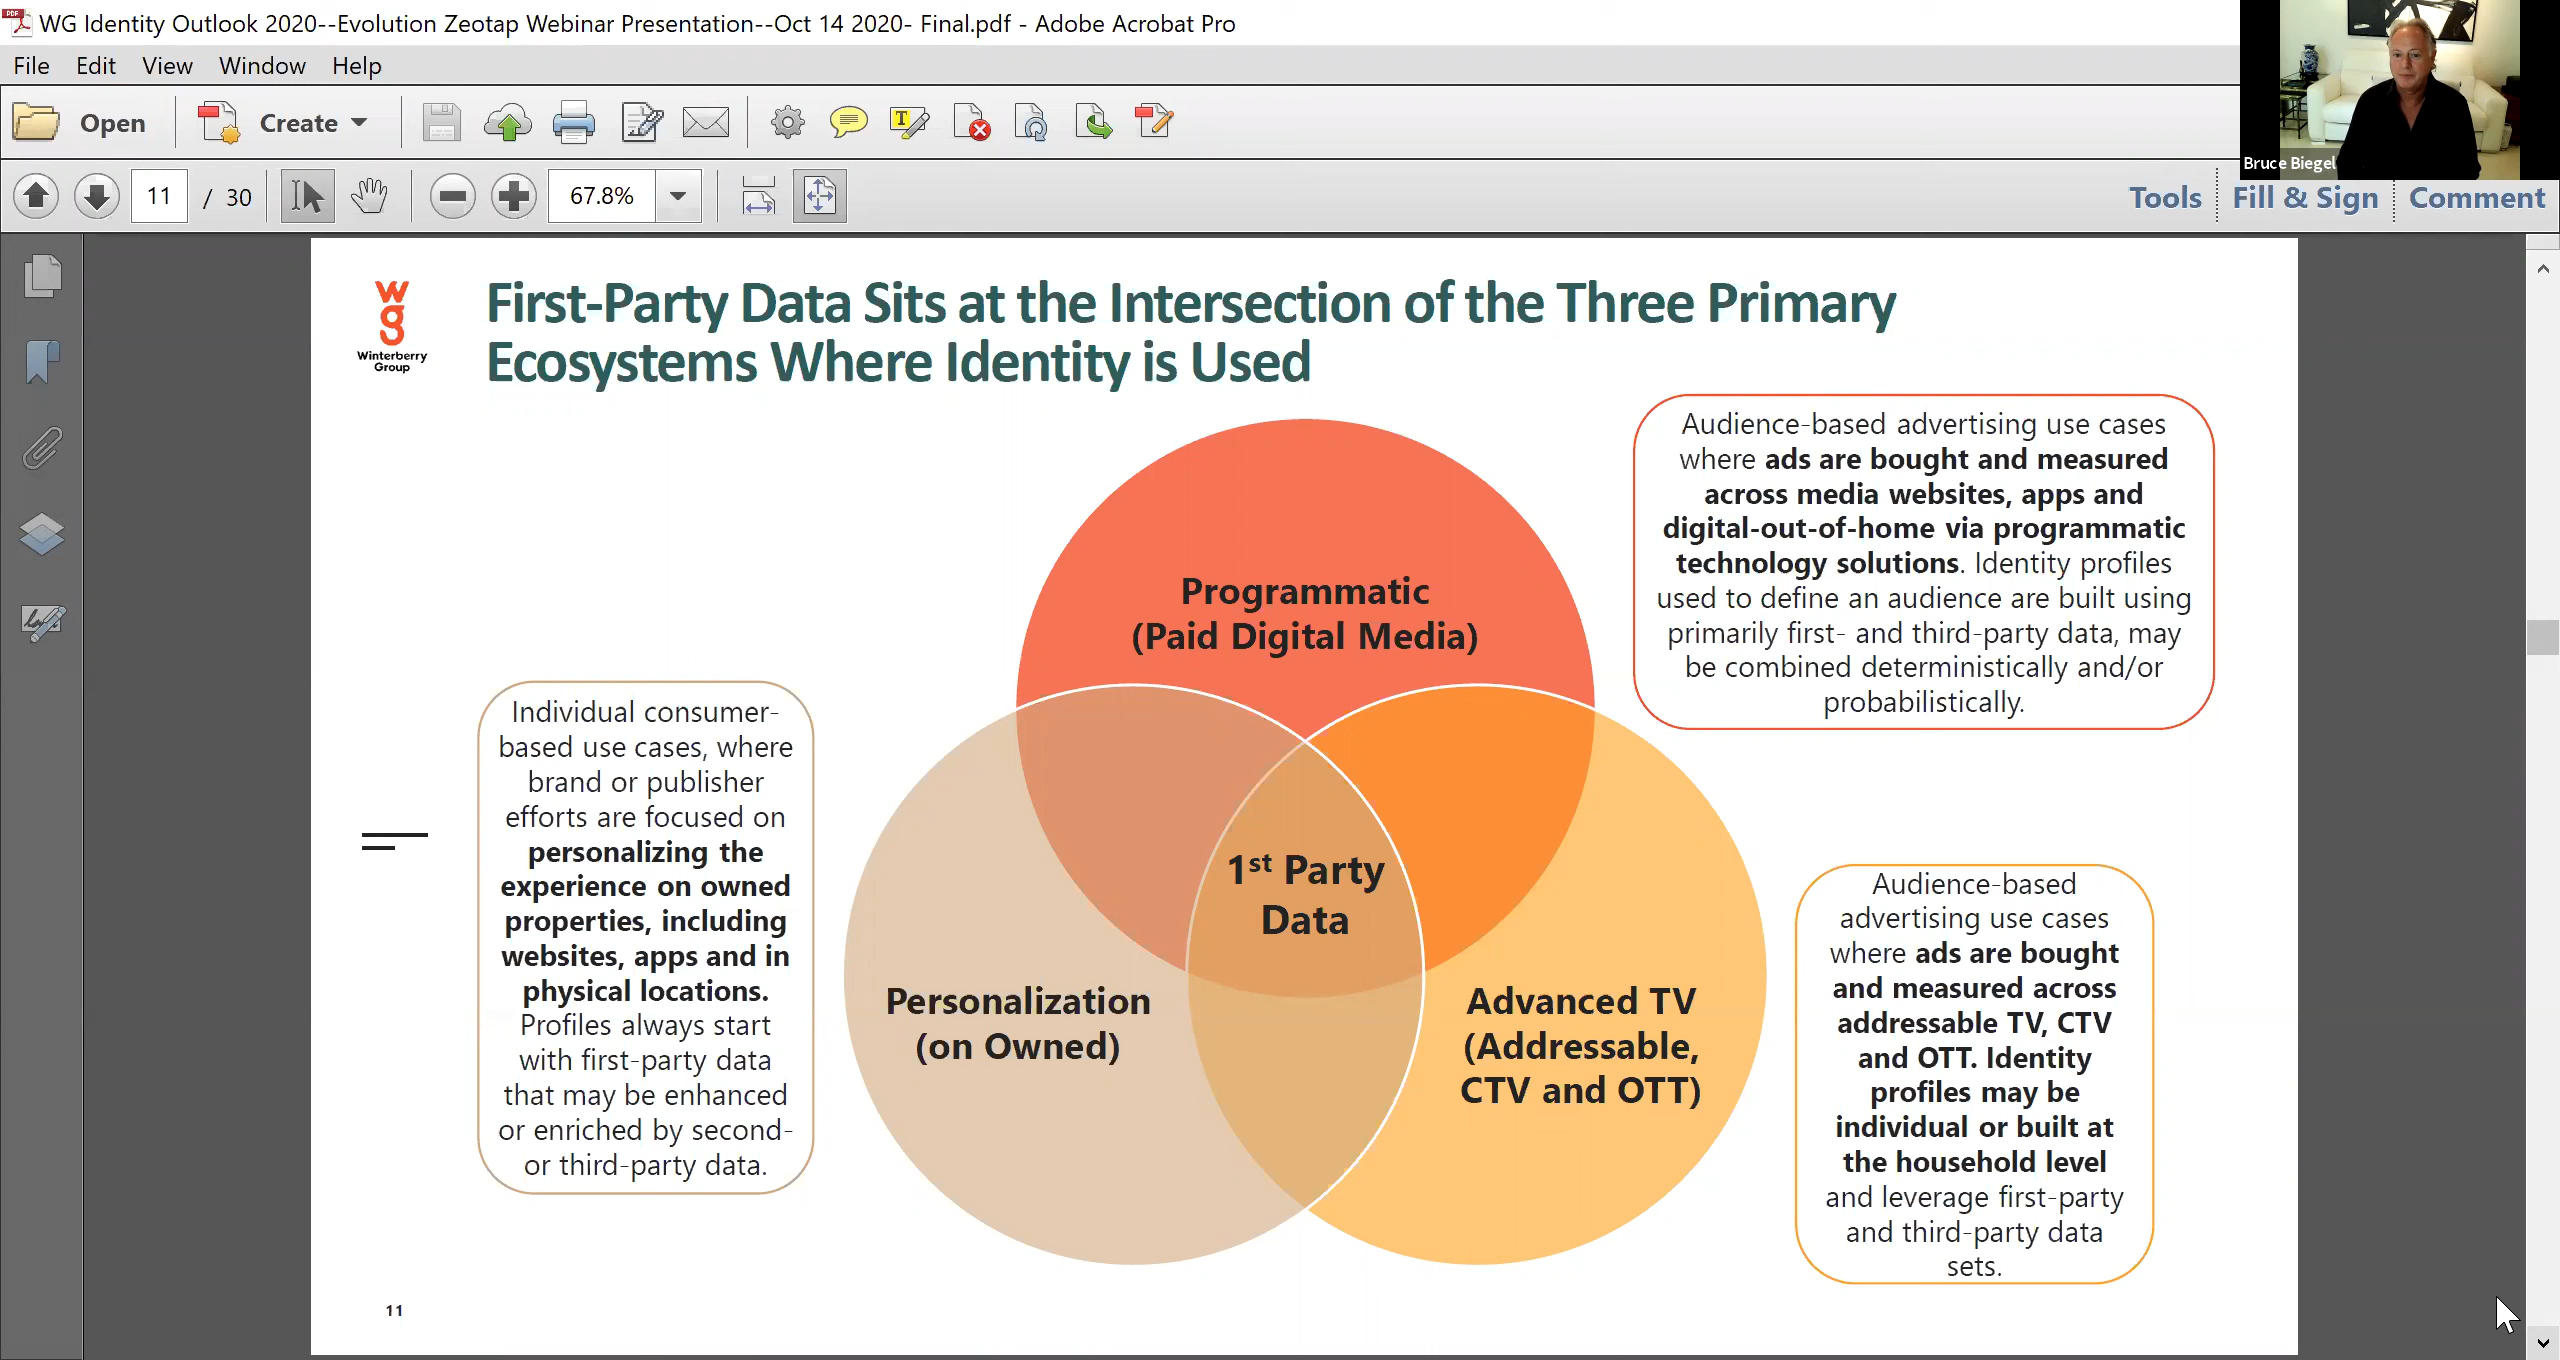 WG Identity Outlook 2020--Evolution Zeotap Webinar Presentation--Oct 14 2020- Final.pdf - Adobe Acrobat Pro
File Edit View Window Help
Open Create
11 / 30 67.8%
Bruce Biegel
Tools Fill & Sign Comment
wg
Winterberry
Group
First-Party Data Sits at the Intersection of the Three Primary
Ecosystems Where Identity is Used
Programmatic
(Paid Digital Media)
Audience-based advertising use cases
where ads are bought and measured
across media websites, apps and
digital-out-of-home via programmatic
technology solutions. Identity profiles
used to define an audience are built using
primarily first- and third-party data, may
be combined deterministically and/or
probabilistically.
Individual consumer-
based use cases, where
brand or publisher
efforts are focused on
personalizing the
experience on owned
properties, including
websites, apps and in
physical locations.
Profiles always start
with first-party data
that may be enhanced
or enriched by second-
or third-party data.
1st Party
Data
Personalization
(on Owned)
Advanced TV
(Addressable,
CTV and OTT)
Audience-based
advertising use cases
where ads are bought
and measured across
addressable TV, CTV
and OTT. Identity
profiles may be
individual or built at
the household level
and leverage first-party
and third-party data
sets.
11